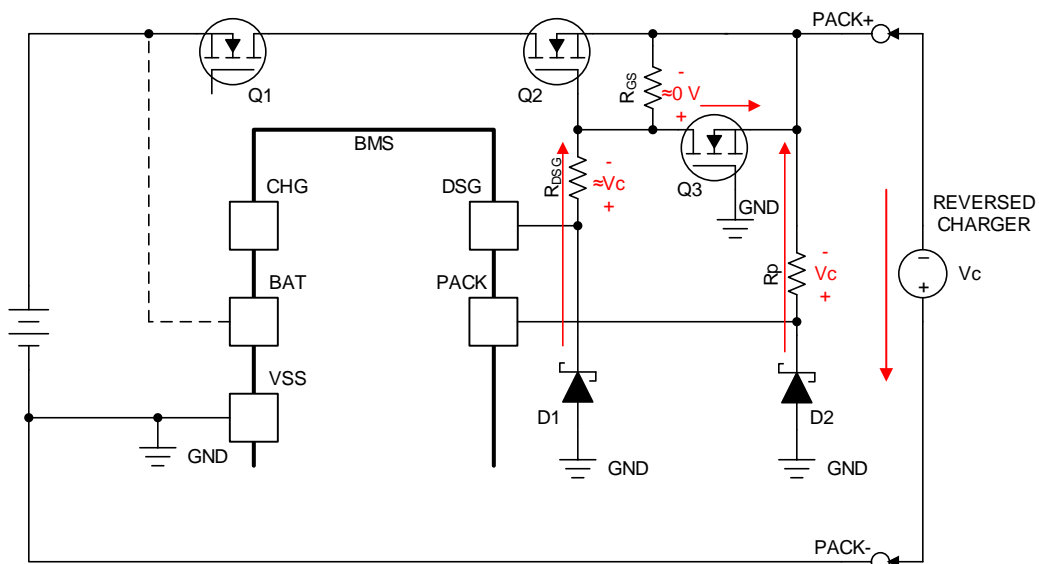 PACK+
Q1
Q2
RGS
-
≈0 V
+
BMS
CHG
DSG
RDSG
-
≈Vc
+
Q3
GND
REVERSED
CHARGER
-
Vc
+
BAT
PACK
Rp
-
Vc
+
VSS
GND
D1
D2
GND
GND
PACK-